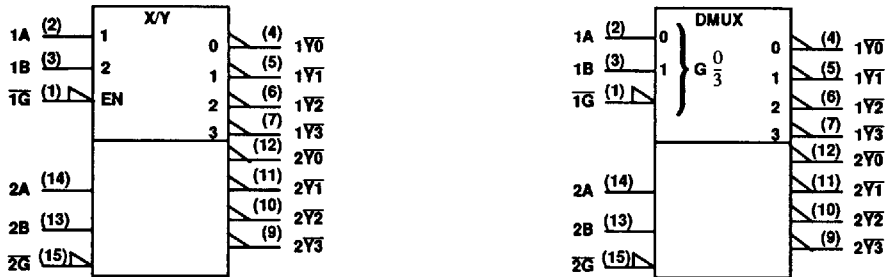 X/Y
1A (2) 1 0 (4) 1Y0̅
1B (3) 2 1 (5) 1Y1̅
1G̅ (1) EN 2 (6) 1Y2̅
3 (7) 1Y3̅
(12) 2Y0̅
2A (14) (11) 2Y1̅
2B (13) (10) 2Y2̅
2G̅ (15) (9) 2Y3̅
DMUX
1A (2) 0 0 (4) 1Y0̅
1B (3) 1 G 0/3 1 (5) 1Y1̅
1G̅ (1) 2 (6) 1Y2̅
3 (7) 1Y3̅
(12) 2Y0̅
2A (14) (11) 2Y1̅
2B (13) (10) 2Y2̅
2G̅ (15) (9) 2Y3̅